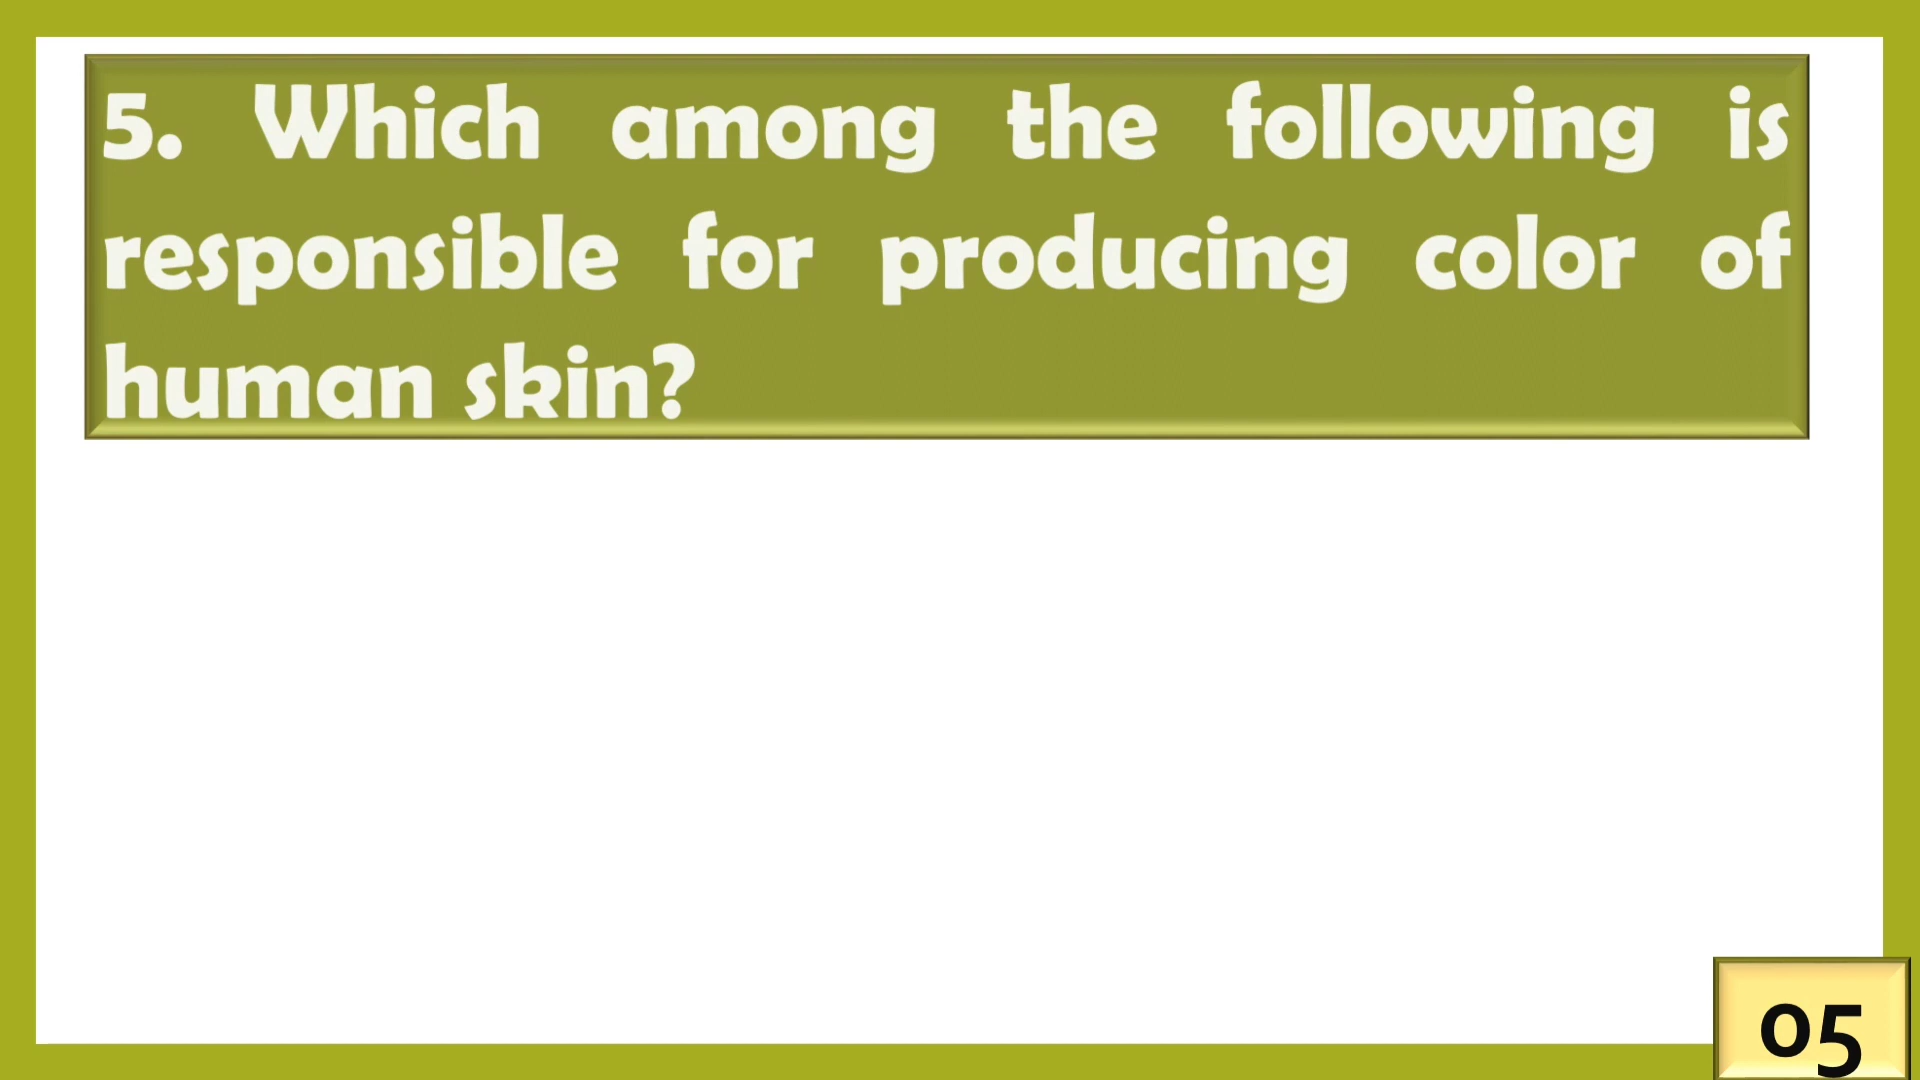 5. Which among the following is
responsible for producing color of
human skin?
05